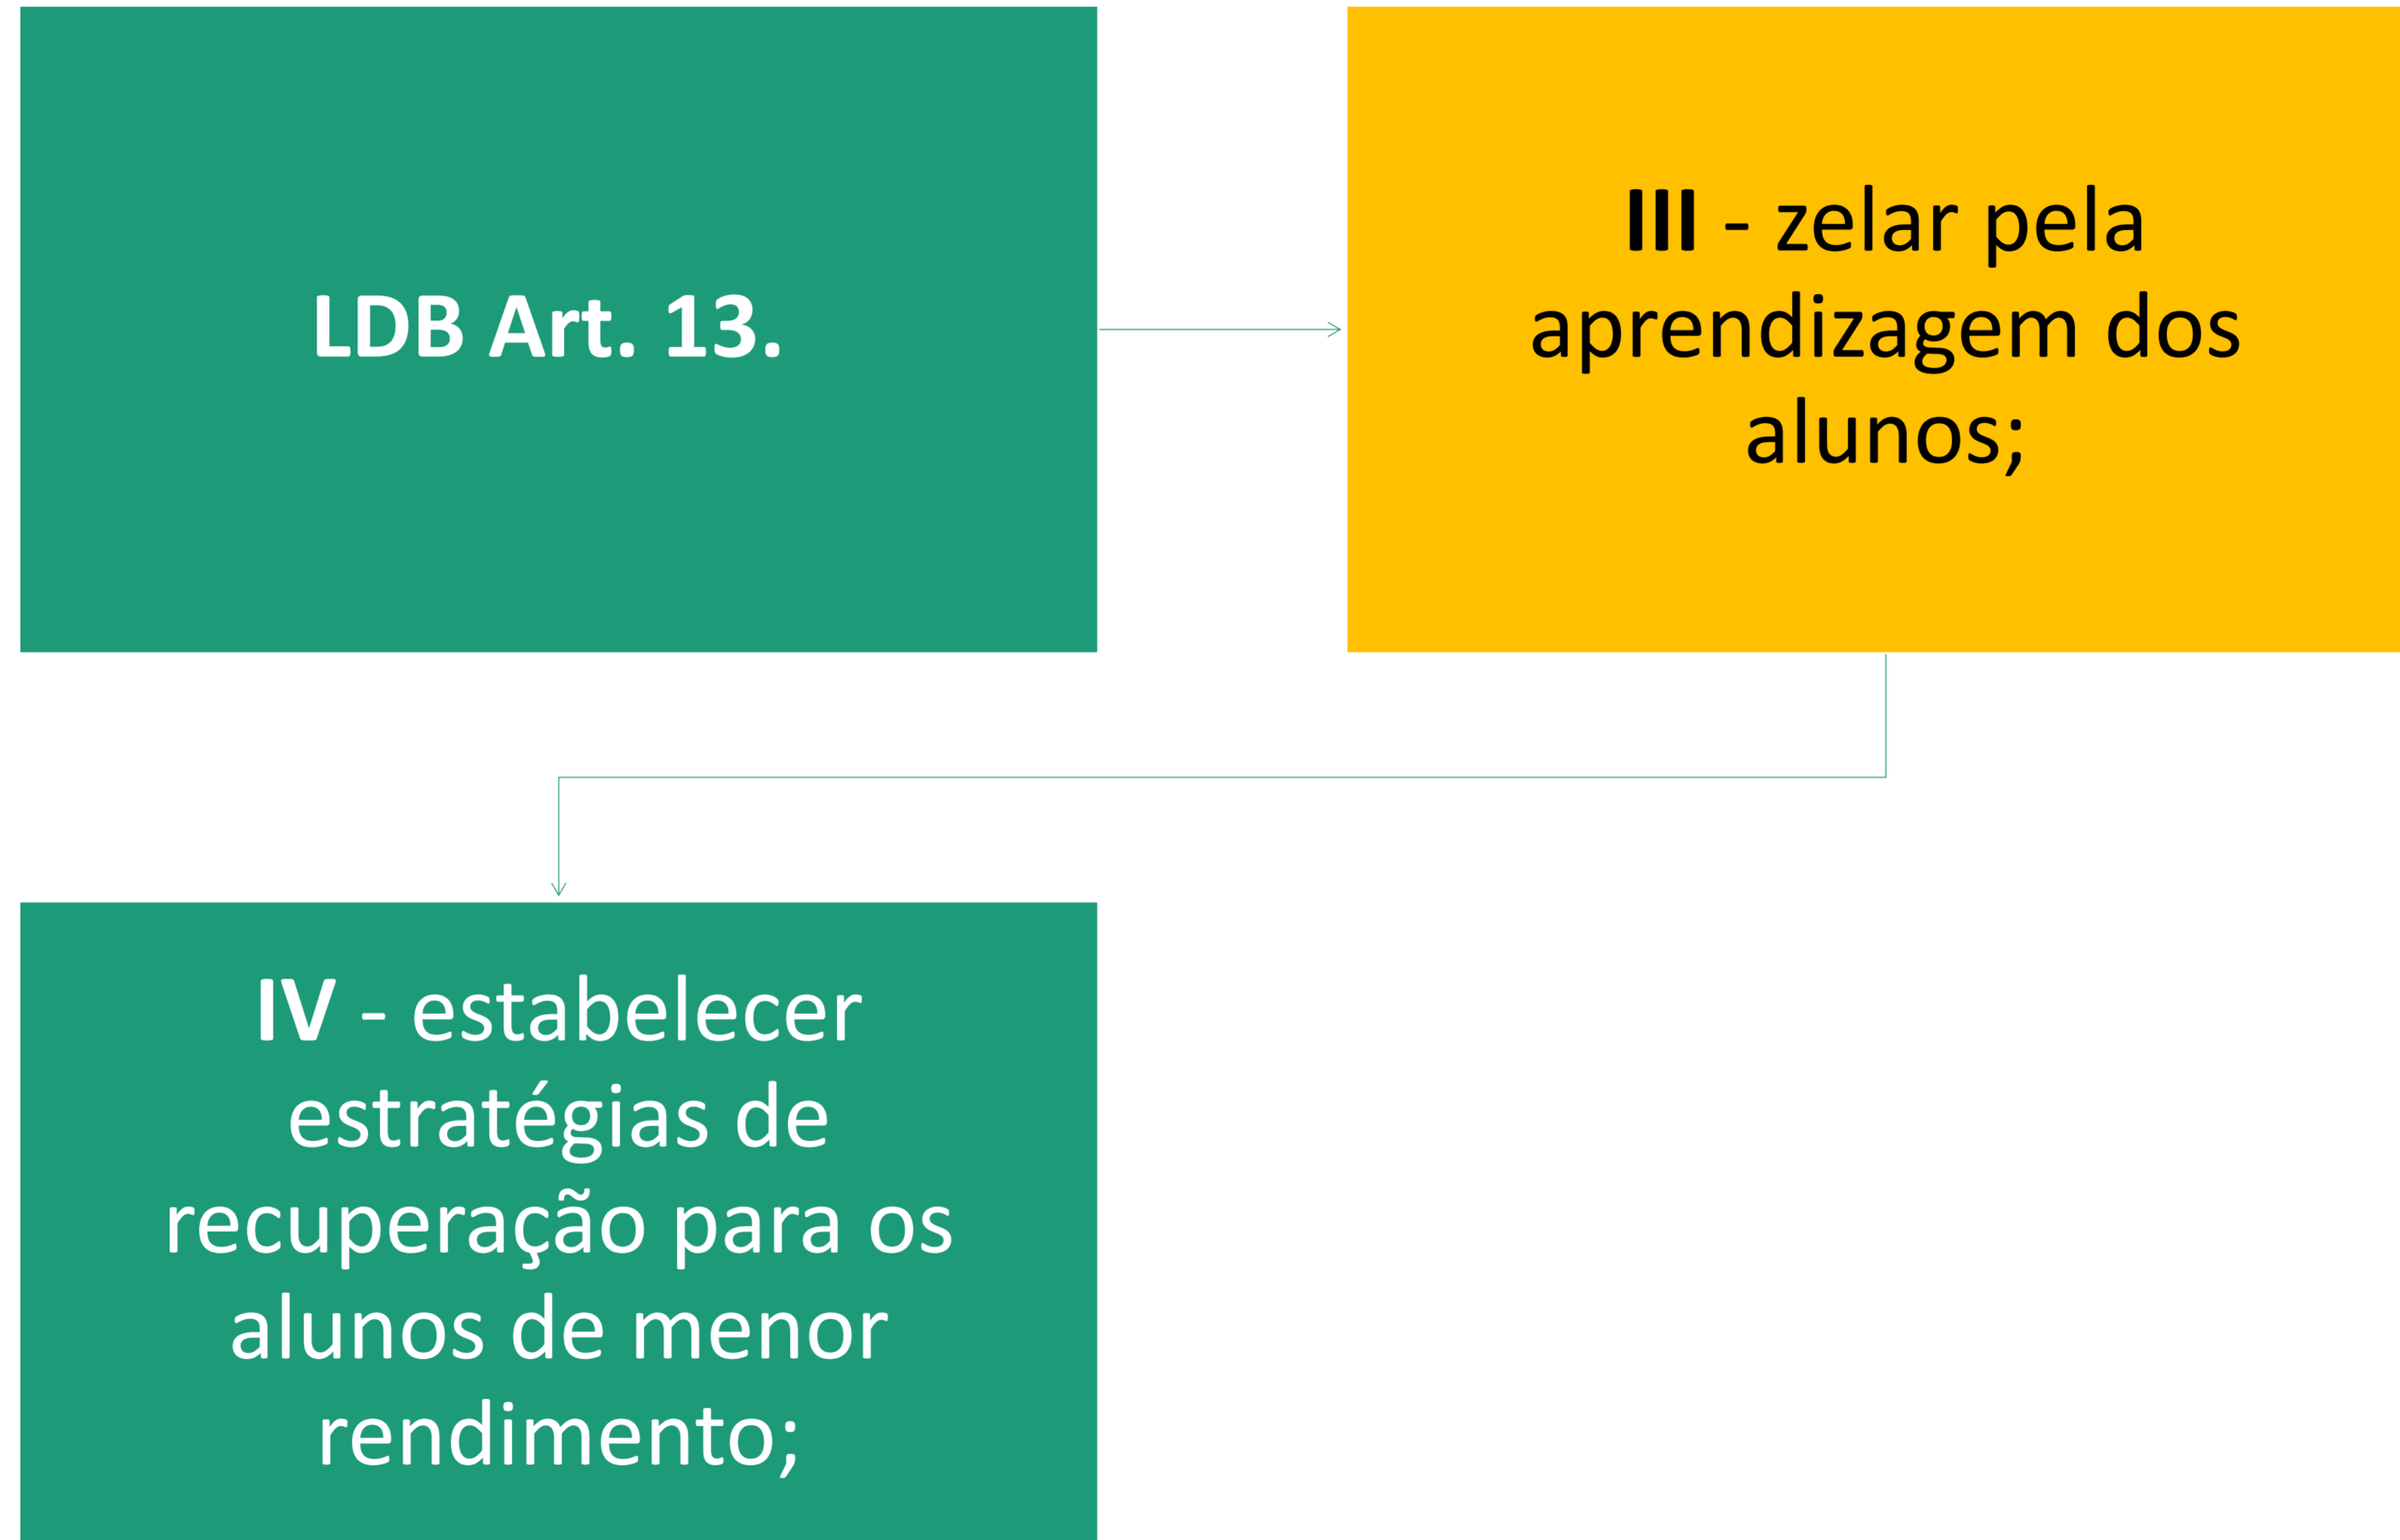 LDB Art. 13.
III - zelar pela
aprendizagem dos
alunos;
IV - estabelecer
estratégias de
recuperação para os
alunos de menor
rendimento;